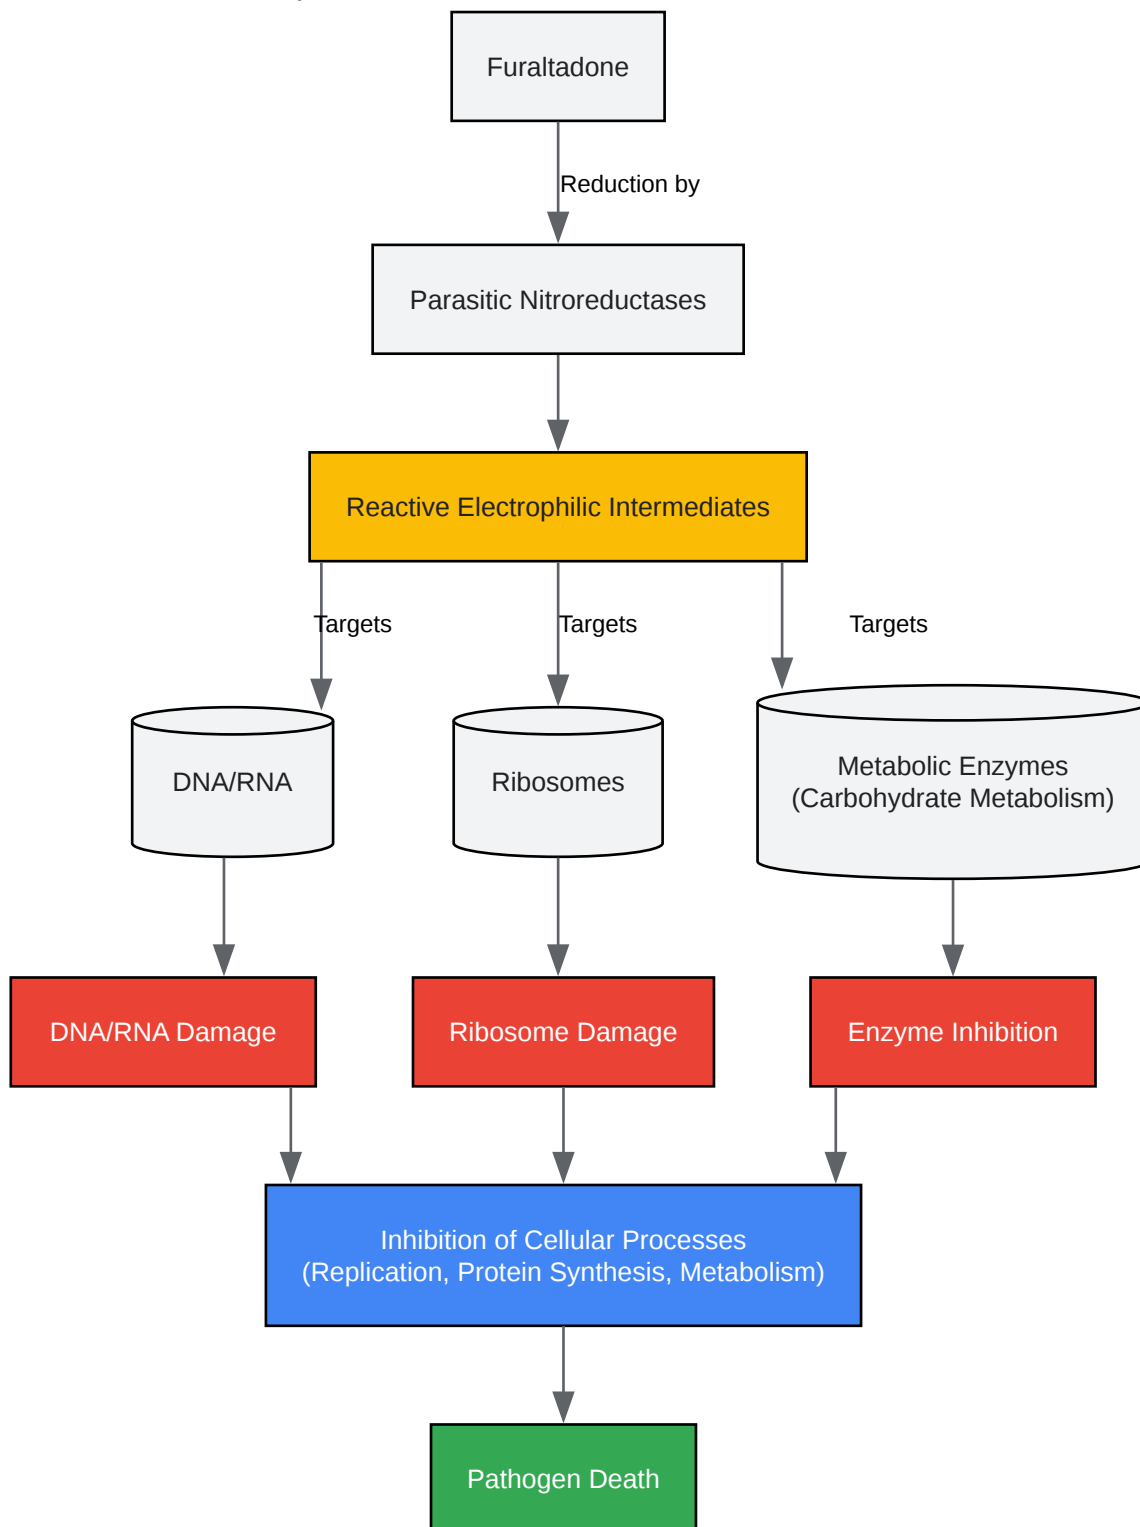 Furaltadone
Reduction by
Parasitic Nitroreductases
Reactive Electrophilic Intermediates
Targets
Targets
Targets
DNA/RNA
Ribosomes
Metabolic Enzymes
(Carbohydrate Metabolism)
DNA/RNA Damage
Ribosome Damage
Enzyme Inhibition
Inhibition of Cellular Processes
(Replication, Protein Synthesis, Metabolism)
Pathogen Death